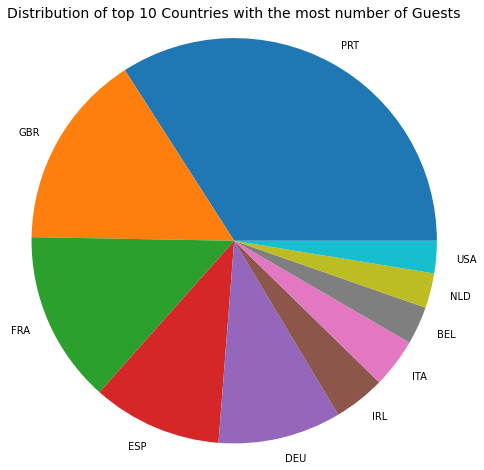 Distribution of top 10 Countries with the most number of Guests
PRT
GBR
FRA
ESP
DEU
IRL
ITA
BEL
NLD
USA